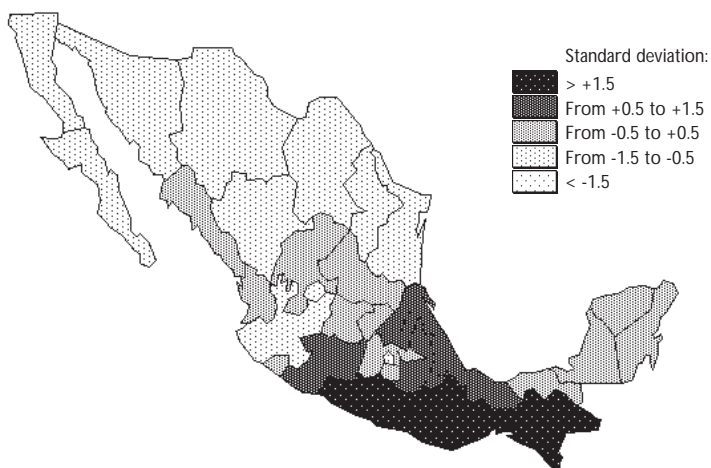 Standard deviation:
> +1.5
From +0.5 to +1.5
From -0.5 to +0.5
From -1.5 to -0.5
< -1.5